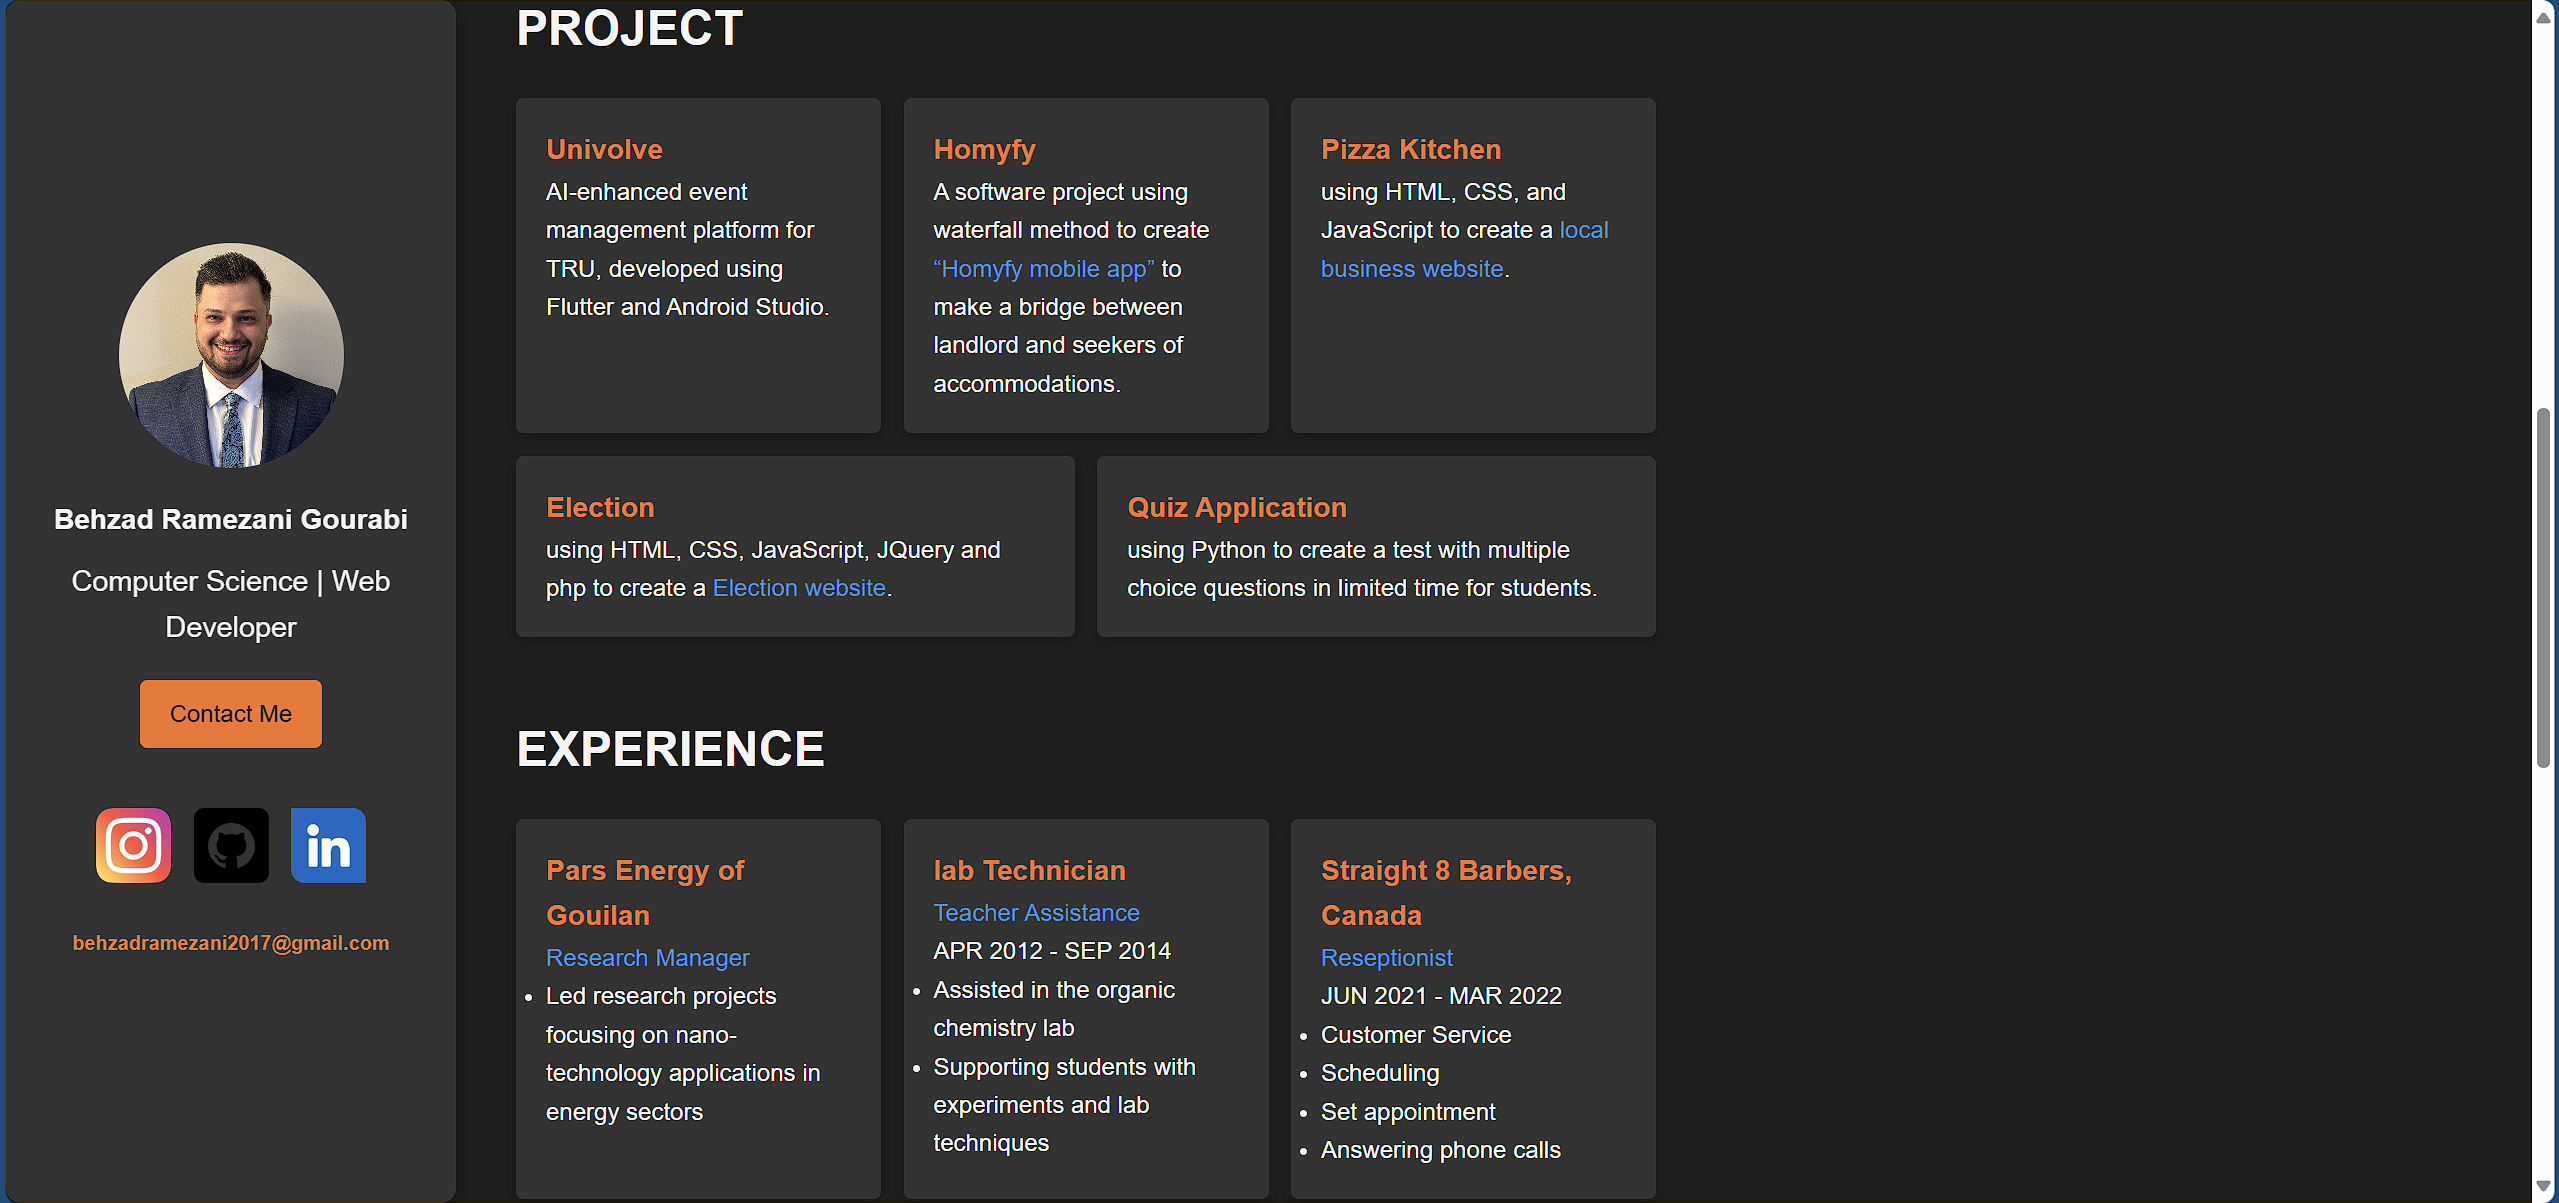 Behzad Ramezani Gourabi
Computer Science | Web
Developer
Contact Me
in
behzadramezani2017@gmail.com
PROJECT
Univolve
AI-enhanced event
management platform for
TRU, developed using
Flutter and Android Studio.
Homyfy
A software project using
waterfall method to create
“Homyfy mobile app” to
make a bridge between
landlord and seekers of
accommodations.
Pizza Kitchen
using HTML, CSS, and
JavaScript to create a local
business website.
Election
using HTML, CSS, JavaScript, JQuery and
php to create a Election website.
Quiz Application
using Python to create a test with multiple
choice questions in limited time for students.
EXPERIENCE
Pars Energy of
Gouilan
Research Manager
• Led research projects
focusing on nano-
technology applications in
energy sectors
lab Technician
Teacher Assistance
APR 2012 - SEP 2014
• Assisted in the organic
chemistry lab
• Supporting students with
experiments and lab
techniques
Straight 8 Barbers,
Canada
Reseptionist
JUN 2021 - MAR 2022
• Customer Service
• Scheduling
• Set appointment
• Answering phone calls